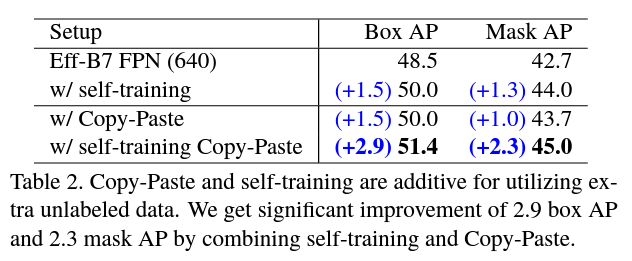 Setup Box AP Mask AP
Eff-B7 FPN (640) 48.5 42.7
w/ self-training (+1.5) 50.0 (+1.3) 44.0
w/ Copy-Paste (+1.5) 50.0 (+1.0) 43.7
w/ self-training Copy-Paste (+2.9) 51.4 (+2.3) 45.0
Table 2. Copy-Paste and self-training are additive for utilizing ex-
tra unlabeled data. We get significant improvement of 2.9 box AP
and 2.3 mask AP by combining self-training and Copy-Paste.